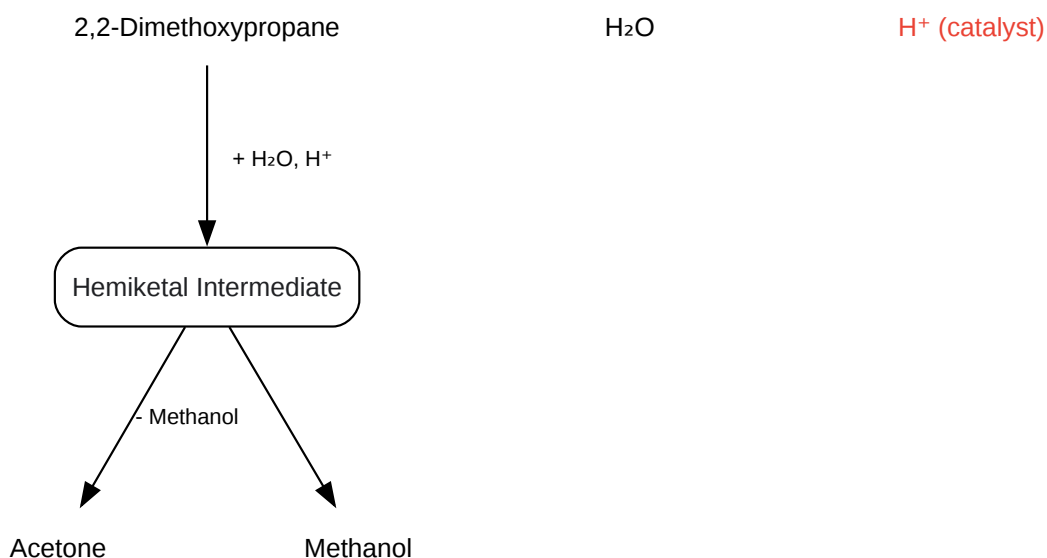 2,2-Dimethoxypropane H₂O H⁺ (catalyst)
+ H₂O, H⁺
Hemiketal Intermediate
- Methanol
Acetone Methanol